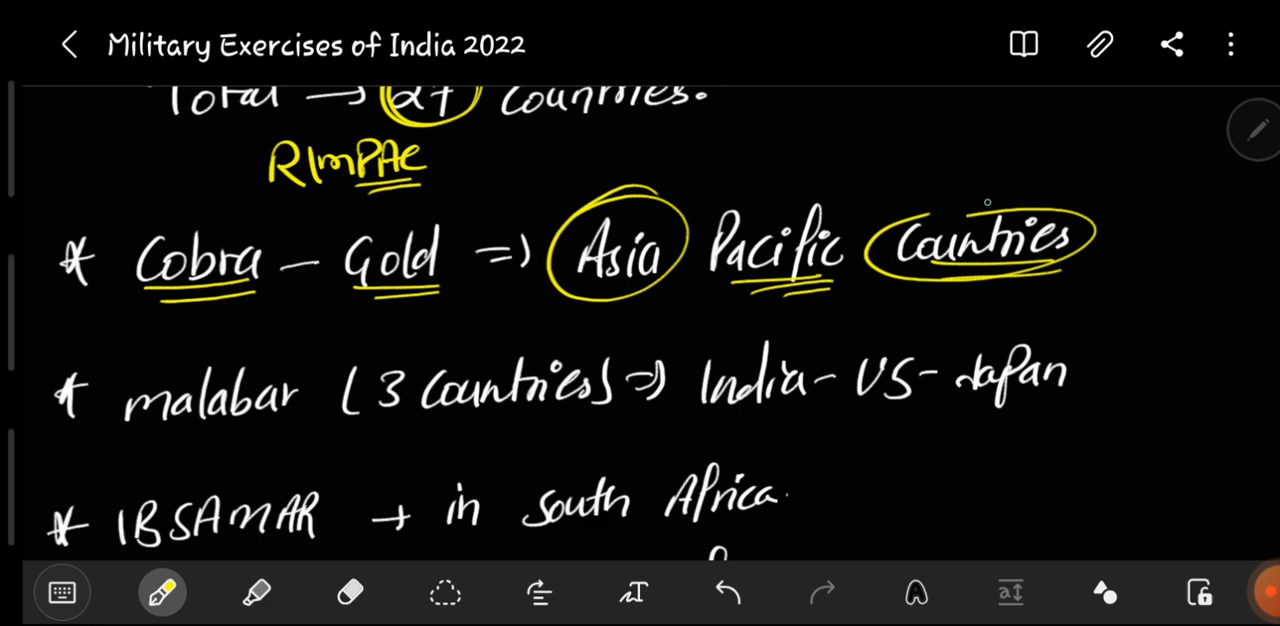 Military Exercises of India 2022
Total → 27 Countries.
RimPAC
* Cobra - Gold => Asia Pacific Countries
* malabar (3 Countries) => India - US - Japan
* IBSAMAR → in South Africa.